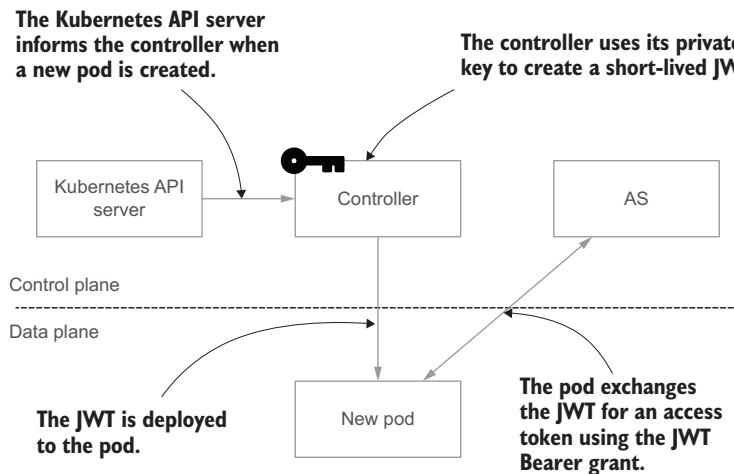 The Kubernetes API server
informs the controller when
a new pod is created.
The controller uses its private
key to create a short-lived
Kubernetes API
server
Controller
AS
Control plane
Data plane
The JWT is deployed
to the pod.
New pod
The pod exchanges
the JWT for an access
token using the JWT
Bearer grant.